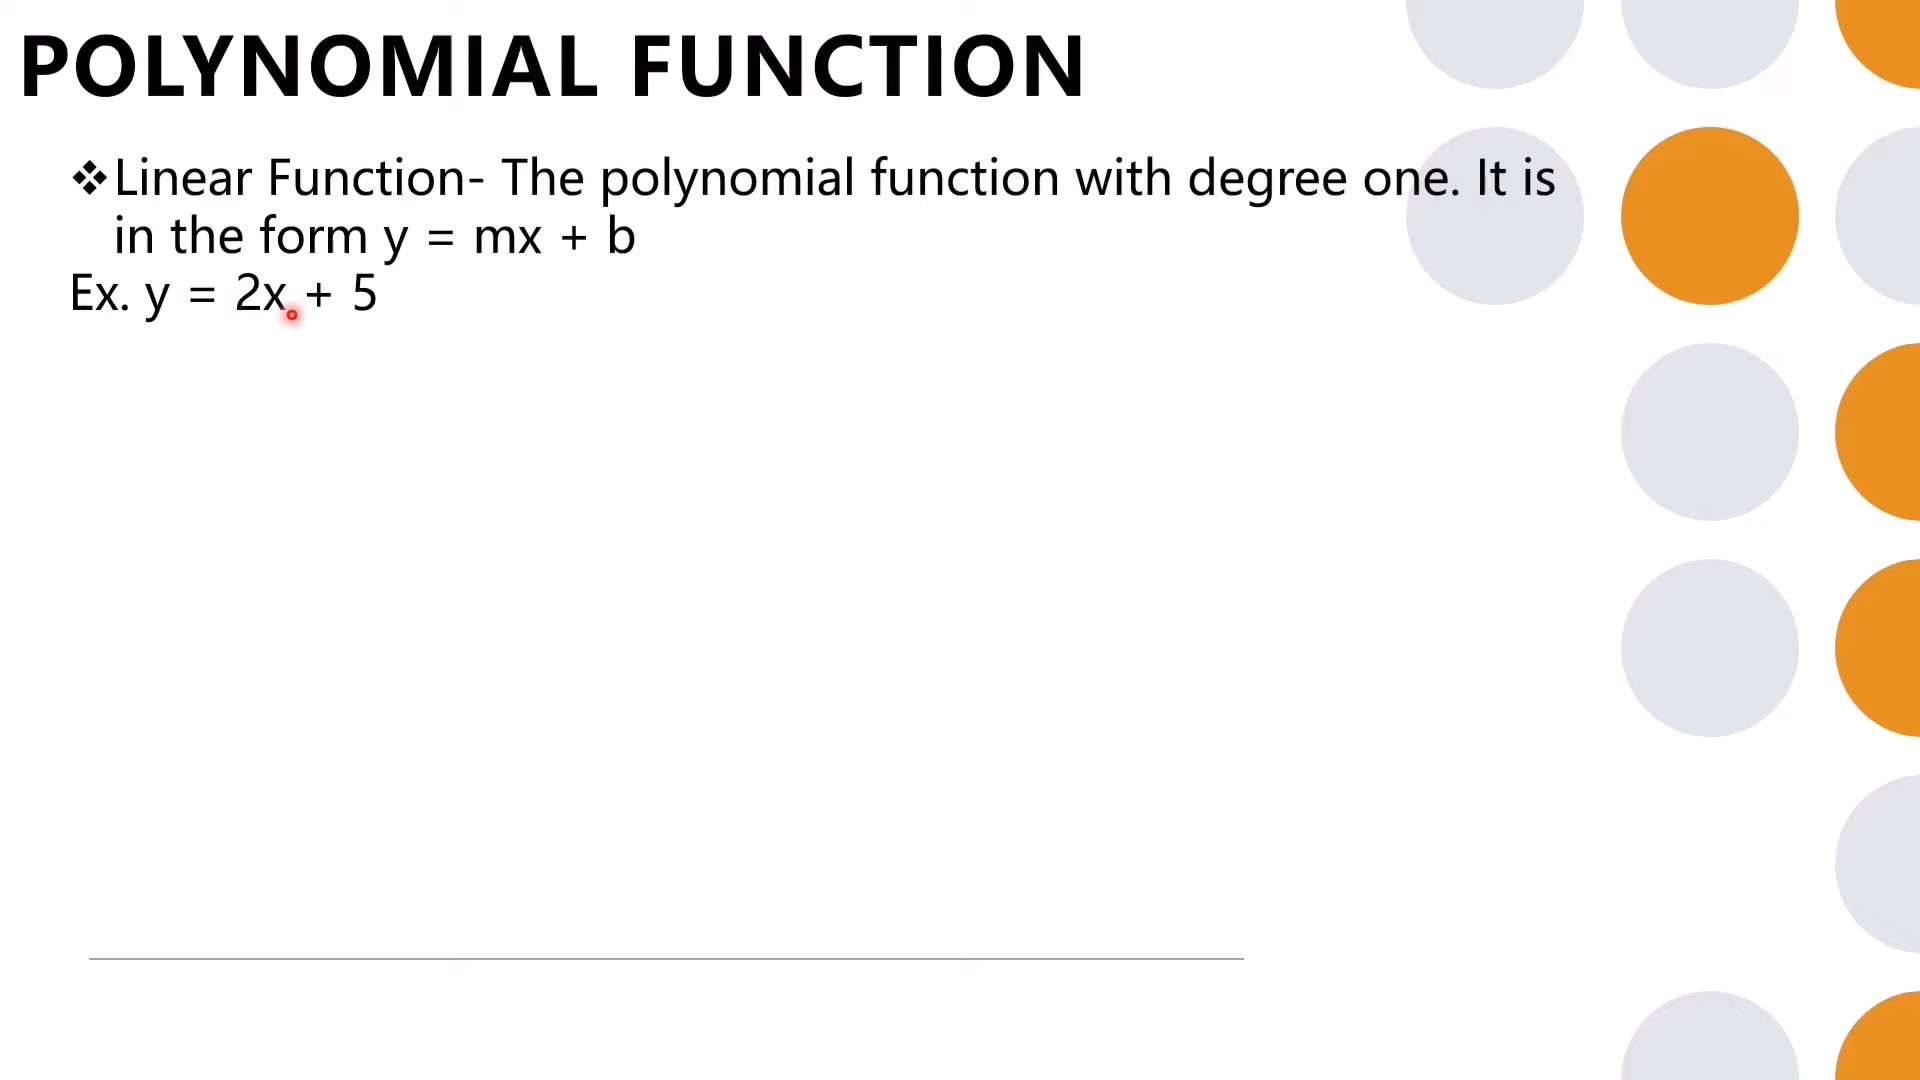 POLYNOMIAL FUNCTION
❖Linear Function- The polynomial function with degree one. It is
in the form y = mx + b
Ex. y = 2x + 5